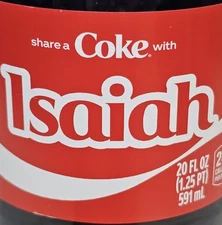 share a Coke with
Isaiah
20 FL OZ
(1.25 PT)
591 mL